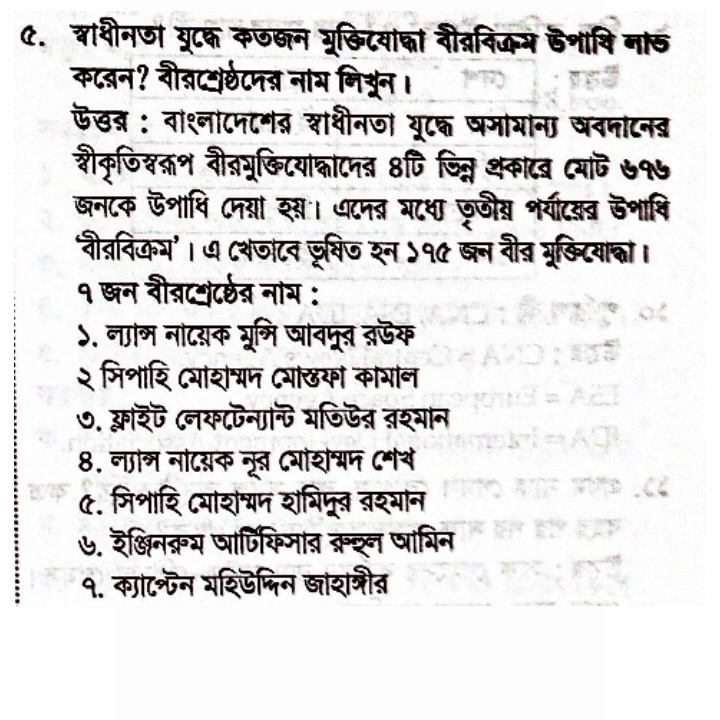 ৫. স্বাধীনতা যুদ্ধে কতজন মুক্তিযোদ্ধা বীরবিক্রম উপাধি লাভ
করেন? বীরশ্রেষ্ঠদের নাম লিখুন।
উত্তর : বাংলাদেশের স্বাধীনতা যুদ্ধে অসামান্য অবদানের
স্বীকৃতিস্বরূপ বীরমুক্তিযোদ্ধাদের ৪টি ভিন্ন প্রকারে মোট ৬৭৬
জনকে উপাধি দেয়া হয়। এদের মধ্যে তৃতীয় পর্যায়ের উপাধি
‘বীরবিক্রম’। এ খেতাবে ভূষিত হন ১৭৫ জন বীর মুক্তিযোদ্ধা।
৭ জন বীরশ্রেষ্ঠের নাম :
১. ল্যান্স নায়েক মুন্সি আবদুর রউফ
২ সিপাহি মোহাম্মদ মোস্তফা কামাল
৩. ফ্লাইট লেফটেন্যান্ট মতিউর রহমান
৪. ল্যান্স নায়েক নূর মোহাম্মদ শেখ
৫. সিপাহি মোহাম্মদ হামিদুর রহমান
৬. ইঞ্জিনরুম আর্টিফিসার রুহুল আমিন
৭. ক্যাপ্টেন মহিউদ্দিন জাহাঙ্গীর